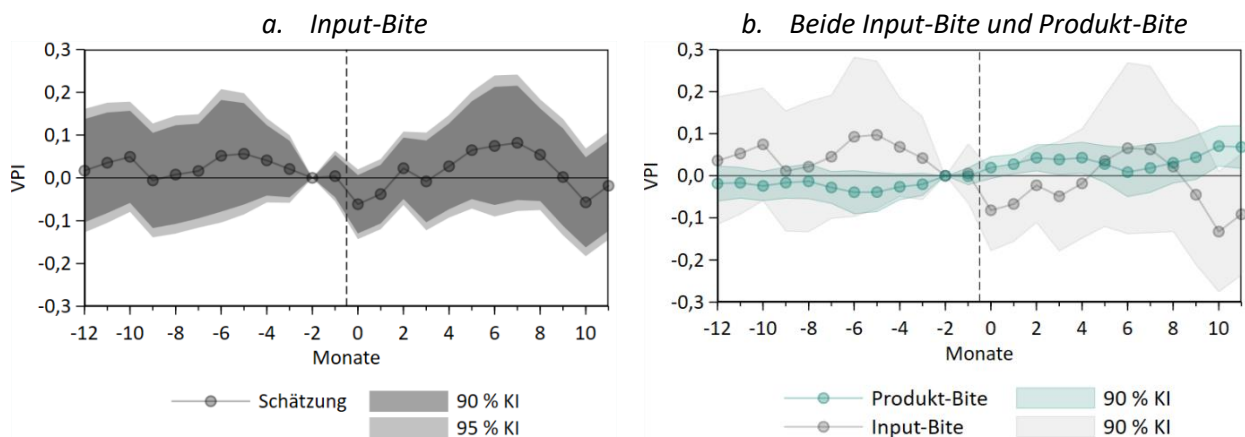 a. Input-Bite
0,3
0,2
0,1
0,0
-0,1
-0,2
-0,3
VPI
-12 -10 -8 -6 -4 -2 0 2 4 6 8 10
Monate
Schätzung
90 % KI
95 % KI
b. Beide Input-Bite und Produkt-Bite
0,3
0,2
0,1
0,0
-0,1
-0,2
-0,3
VPI
-12 -10 -8 -6 -4 -2 0 2 4 6 8 10
Monate
Produkt-Bite
90 % KI
Input-Bite
90 % KI